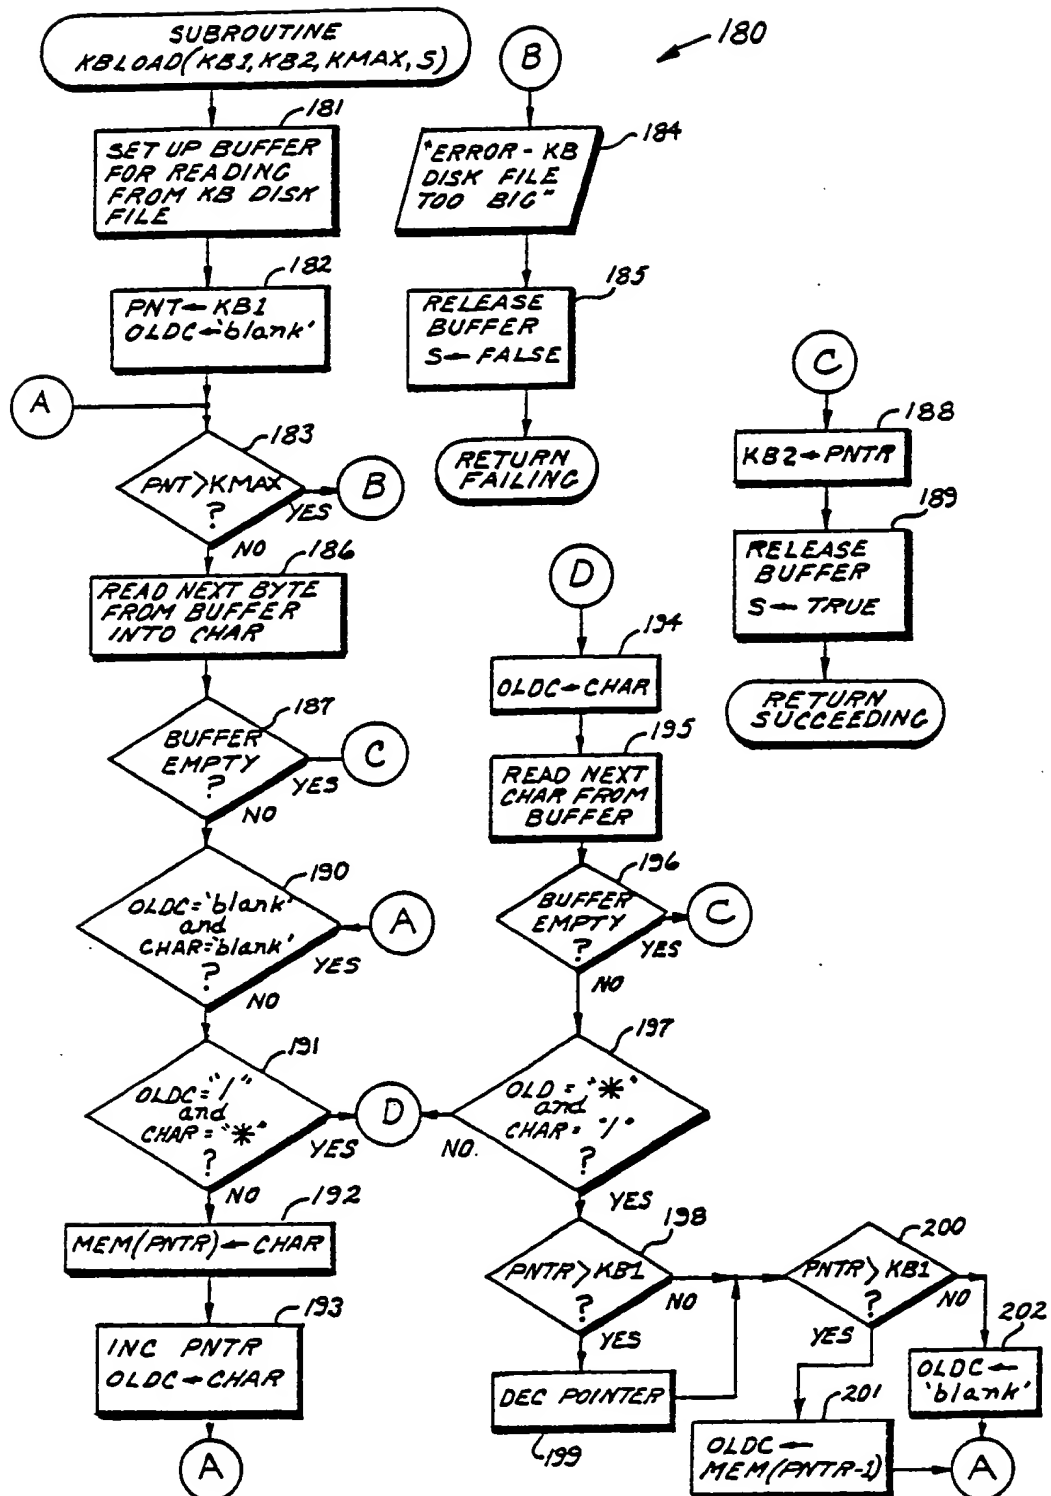 SUBROUTINE
KBLOAD(KB1,KB2,KMAX,S)
181
SET UP BUFFER
FOR READING
FROM KB DISK
FILE
182
PNT←KB1
OLDC←'blank'
A
183
PNT>KMAX
?
YES
B
NO
186
READ NEXT BYTE
FROM BUFFER
INTO CHAR
187
BUFFER
EMPTY
?
YES
C
NO
190
OLDC='blank'
and
CHAR='blank'
?
YES
A
NO
191
OLDC="/"
and
CHAR="*"
?
YES
D
NO
192
MEM(PNTR)←CHAR
193
INC PNTR
OLDC←CHAR
A
180
B
184
"ERROR-KB
DISK FILE
TOO BIG"
185
RELEASE
BUFFER
S←FALSE
RETURN
FAILING
C
188
KB2←PNTR
189
RELEASE
BUFFER
S←TRUE
RETURN
SUCCEEDING
D
194
OLDC←CHAR
195
READ NEXT
CHAR FROM
BUFFER
196
BUFFER
EMPTY
?
YES
C
NO
197
OLD="*"
and
CHAR="/"
?
NO.
YES
198
PNTR>KB1
?
NO
YES
DEC POINTER
199
200
PNTR>KB1
?
NO
YES
202
OLDC←
'blank'
201
OLDC←
MEM(PNTR-1)
A